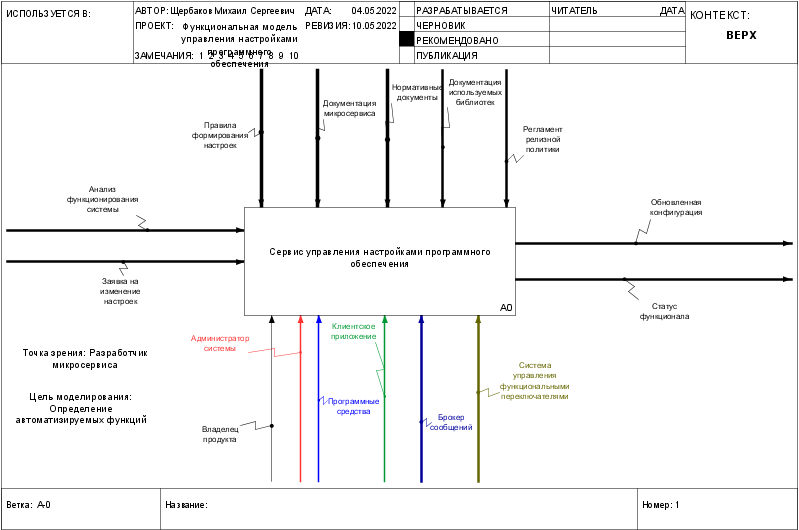 ИСПОЛЬЗУЕТСЯ В:
АВТОР: Щербаков Михаил Сергеевич
ДАТА: 04.05.2022
ПРОЕКТ: Функциональная модель
управления настройками
программного
обеспечения
РЕВИЗИЯ: 10.05.2022
ЗАМЕЧАНИЯ: 1 2 3 4 5 6 7 8 9 10
РАЗРАБАТЫВАЕТСЯ
ЧЕРНОВИК
РЕКОМЕНДОВАНО
ПУБЛИКАЦИЯ
ЧИТАТЕЛЬ ДАТА
КОНТЕКСТ:
ВЕРХ
Правила
формирования
настроек
Документация
микросервиса
Нормативные
документы
Документация
используемых
библиотек
Регламент
релизной
политики
Анализ
функционирования
системы
Заявка на
изменение
настроек
Сервис управления настройками программного
обеспечения
A0
Обновленная
конфигурация
Статус
функционала
Точка зрения: Разработчик
микросервиса
Цель моделирования:
Определение
автоматизируемых функций
Владелец
продукта
Администратор
системы
Программные
средства
Клиентское
приложение
Брокер
сообщений
Система
управления
функциональными
переключателями
Ветка: A-0
Название:
Номер: 1